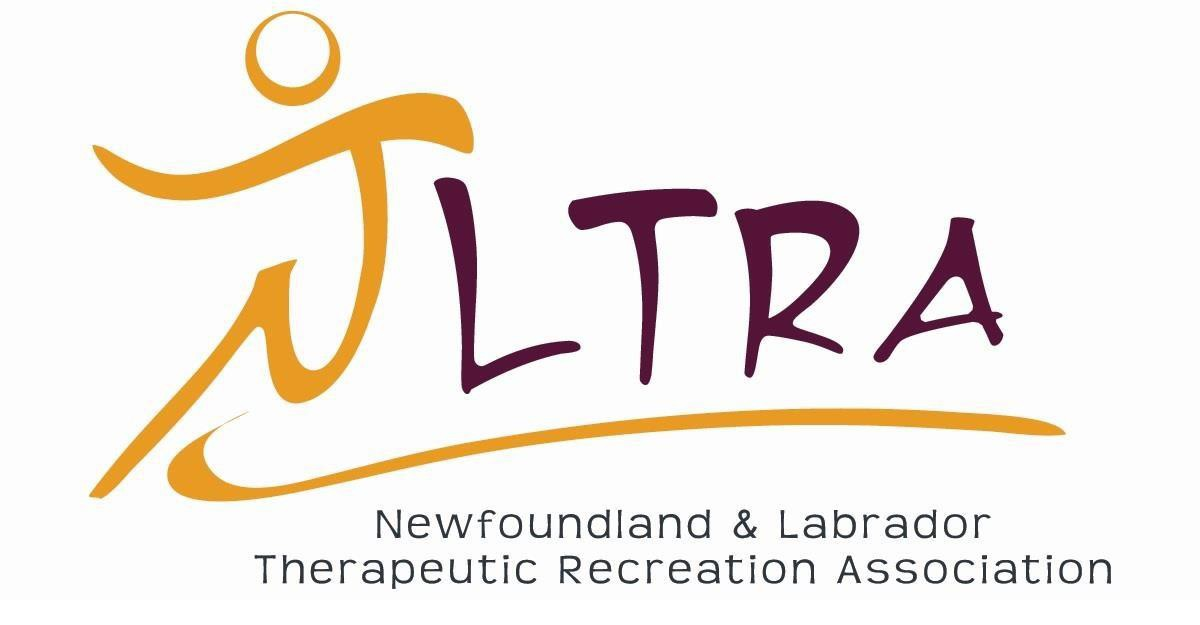 NLTRA
Newfoundland & Labrador
Therapeutic Recreation Association